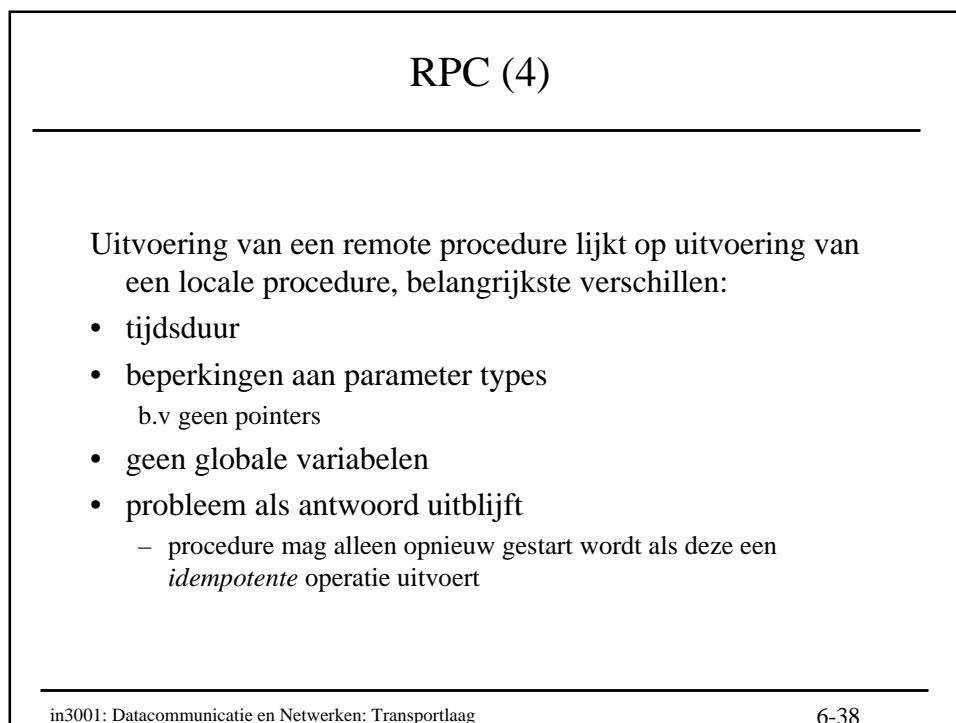 RPC (4)
Uitvoering van een remote procedure lijkt op uitvoering van
een locale procedure, belangrijkste verschillen:
• tijdsduur
• beperkingen aan parameter types
b.v geen pointers
• geen globale variabelen
• probleem als antwoord uitblijft
– procedure mag alleen opnieuw gestart wordt als deze een
idempotente operatie uitvoert
in3001: Datacommunicatie en Netwerken: Transportlaag 6-38